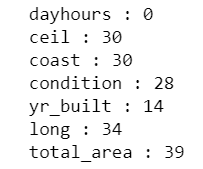 dayhours : 0
ceil : 30
coast : 30
condition : 28
yr_built : 14
long : 34
total_area : 39